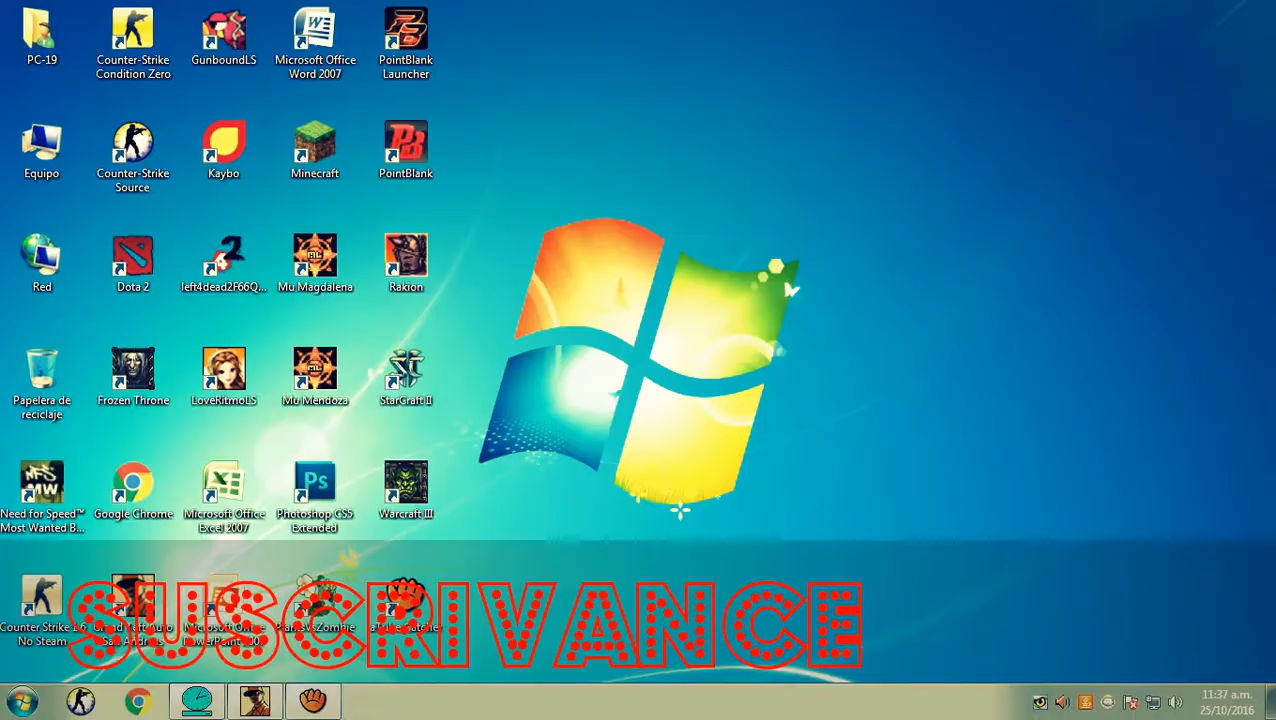 PC-19
Counter-Strike Condition Zero
GunboundLS
Microsoft Office Word 2007
PointBlank Launcher
Equipo
Counter-Strike Source
Kaybo
Minecraft
PointBlank
Red
Dota 2
left4dead2F66Q...
Mu Magdalena
Rakion
Papelera de reciclaje
Frozen Throne
LoveRitmoLS
Mu Mendoza
StarCraft II
Need for Speed™ Most Wanted B...
Google Chrome
Microsoft Office Excel 2007
Photoshop CS5 Extended
Warcraft III
Counter Strike 1.6 No Steam
SUSCRIVANCE
11:37 a.m.
25/10/2016